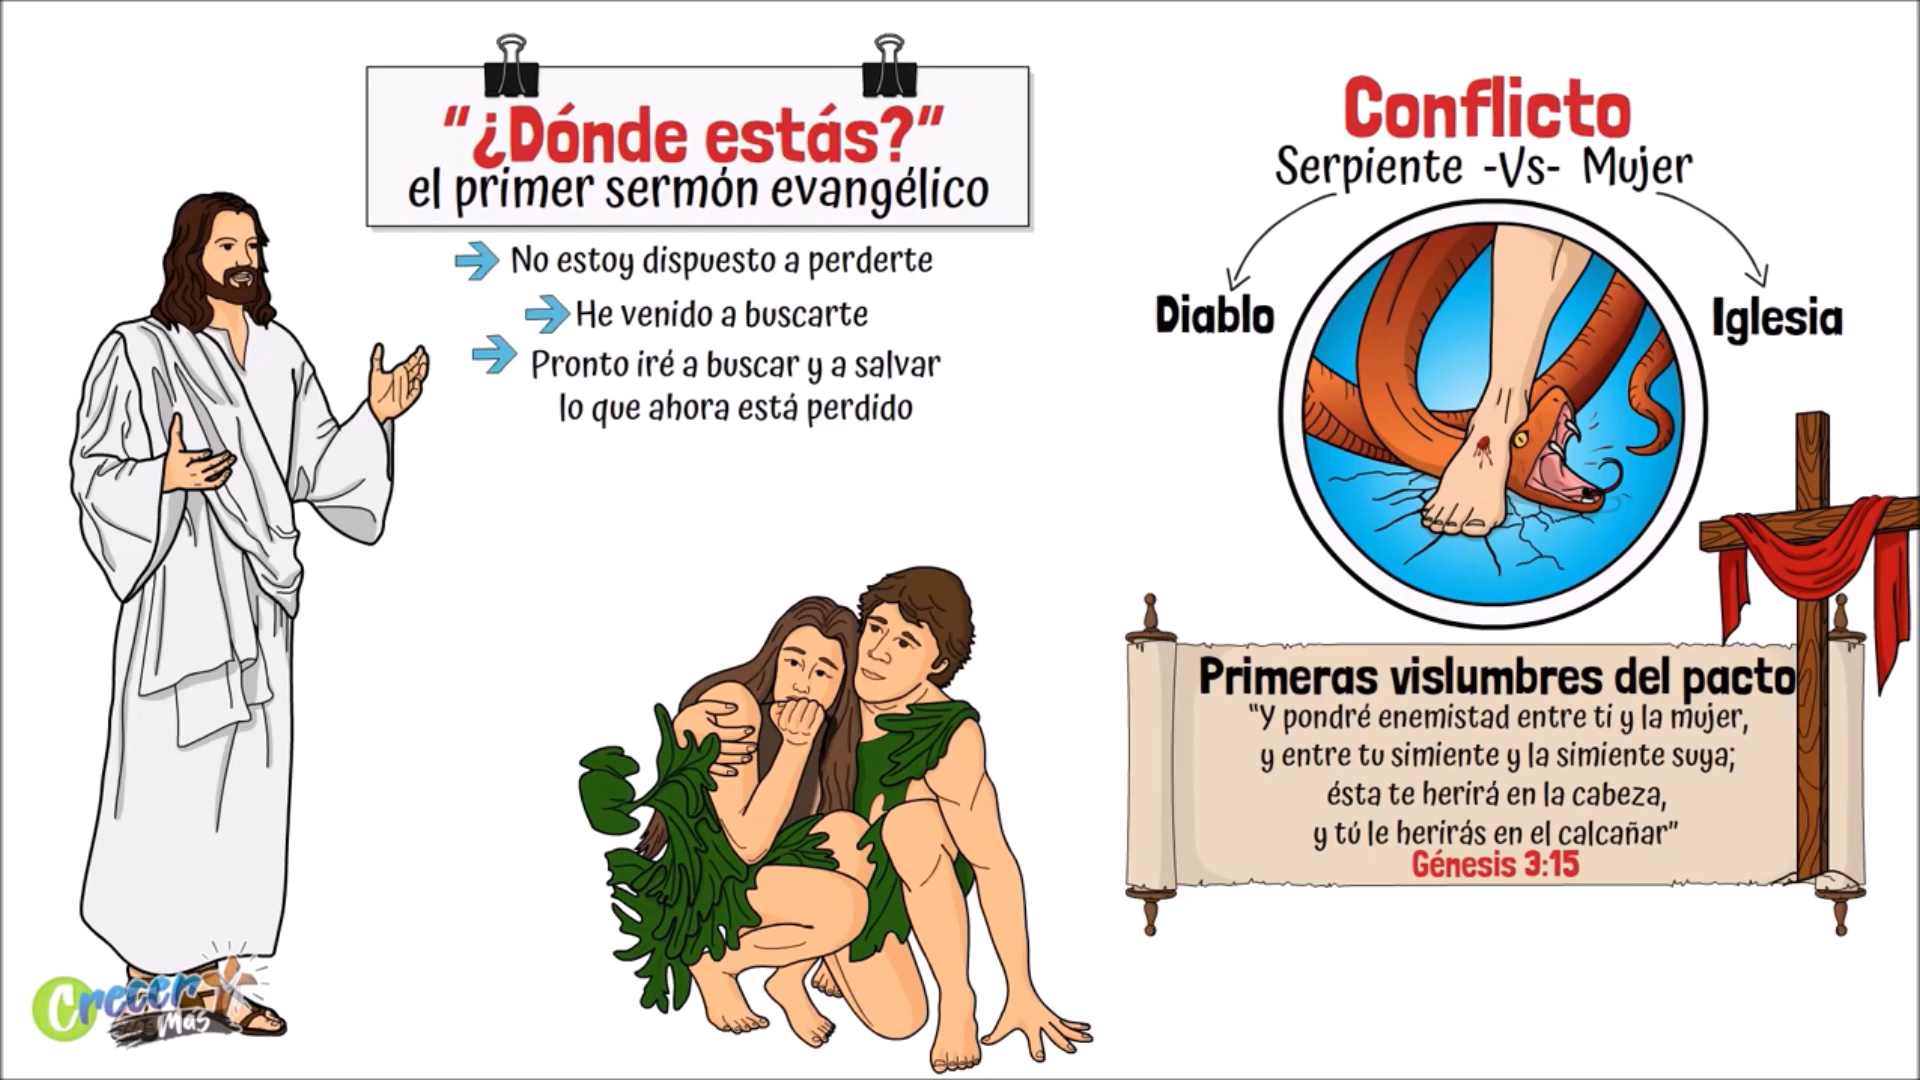 “¿Dónde estás?”
el primer sermón evangélico
No estoy dispuesto a perderte
He venido a buscarte
Pronto iré a buscar y a salvar
lo que ahora está perdido
Conflicto
Serpiente -Vs- Mujer
Diablo
Iglesia
Primeras vislumbres del pacto
“Y pondré enemistad entre ti y la mujer,
y entre tu simiente y la simiente suya;
ésta te herirá en la cabeza,
y tú le herirás en el calcañar”
Génesis 3:15
Crecer
Más